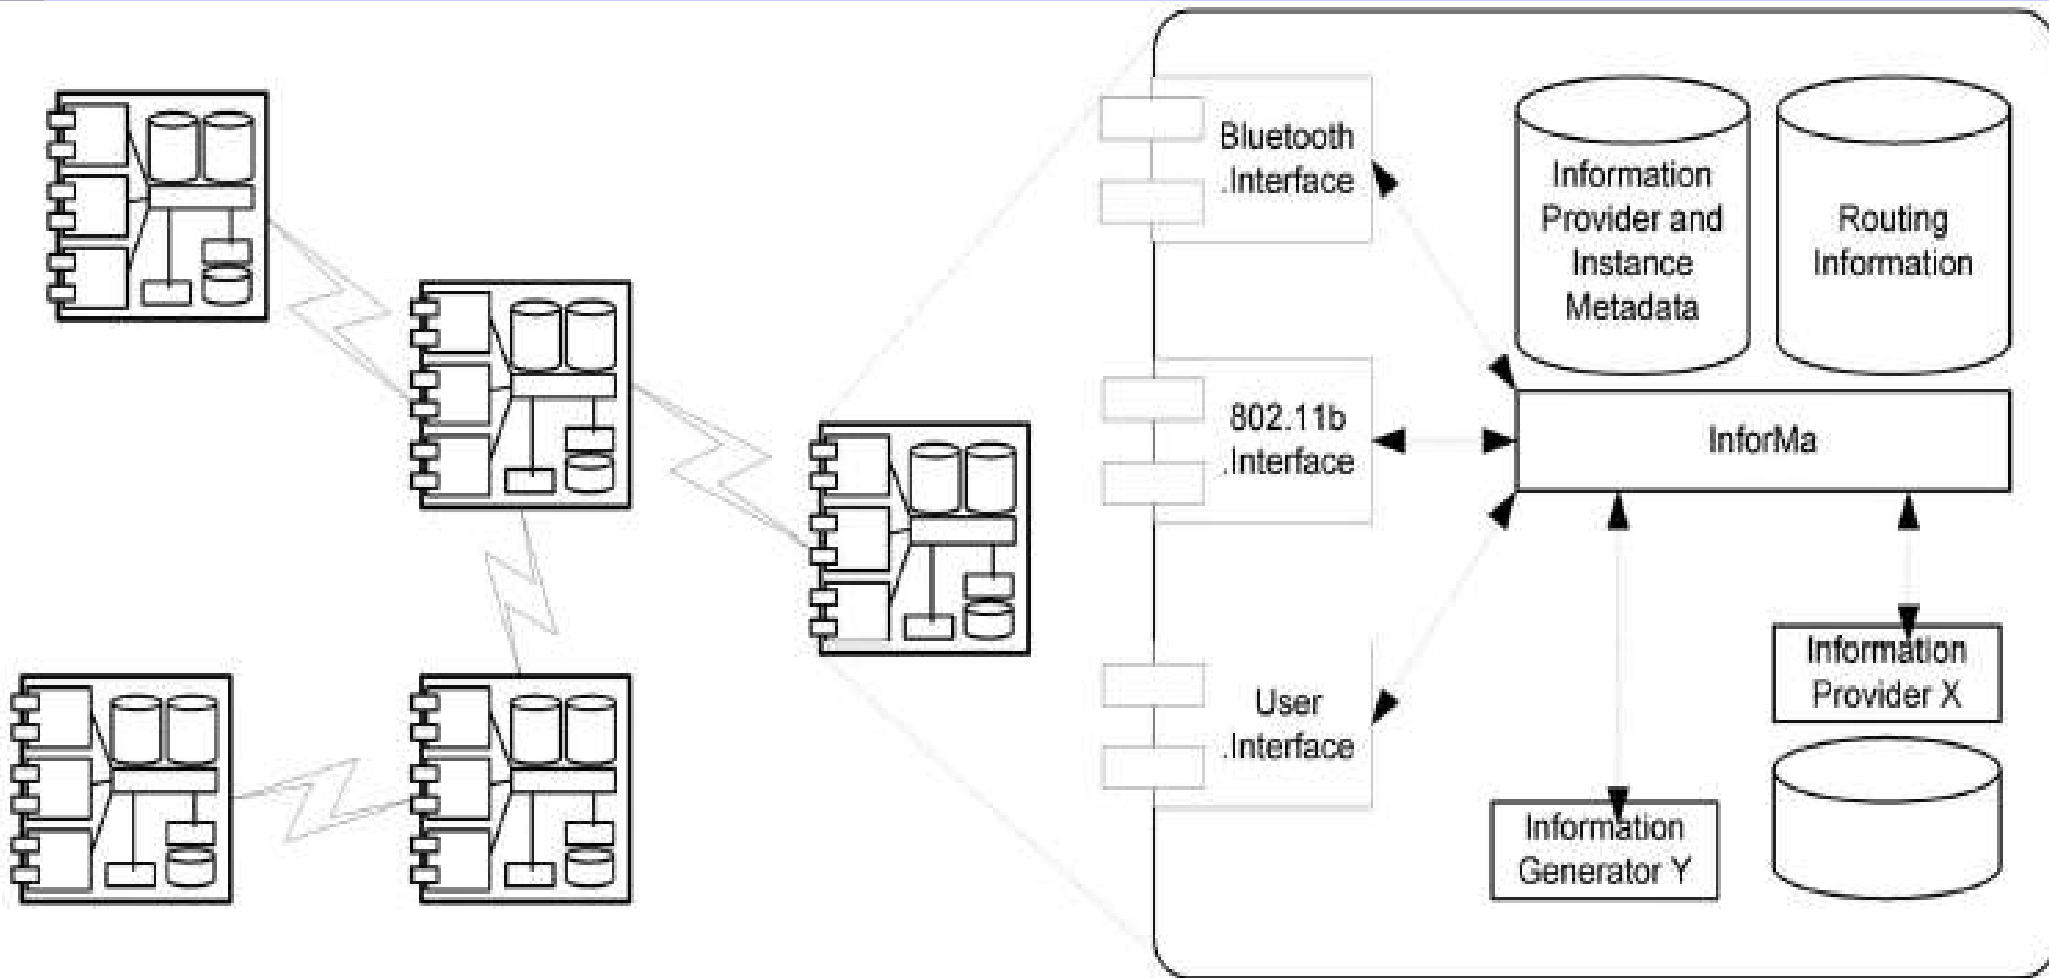 Bluetooth
.Interface
Information
Provider and
Instance
Metadata
Routing
Information
802.11b
.Interface
InforMa
User
.Interface
Information
Provider X
Information
Generator Y